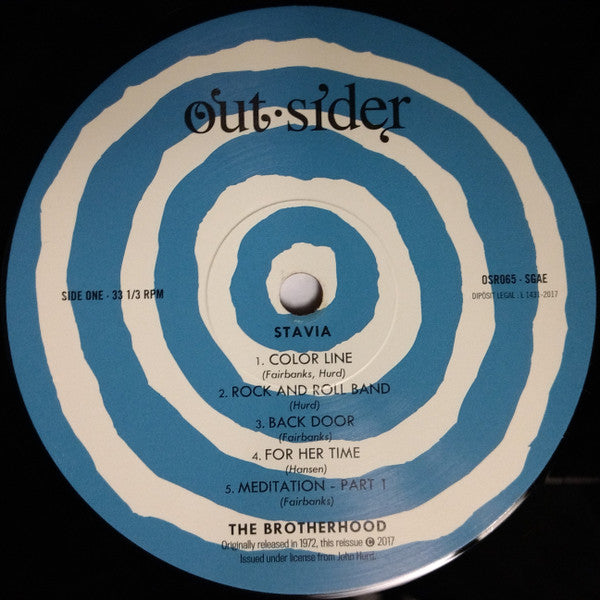 out·sider
SIDE ONE · 33 1/3 RPM
OSR065 · SGAE
DIPÒSIT LEGAL: L 1431-2017
STAVIA
1. COLOR LINE
(Fairbanks, Hurd)
2. ROCK AND ROLL BAND
(Hurd)
3. BACK DOOR
(Fairbanks)
4. FOR HER TIME
(Hansen)
5. MEDITATION - PART 1
(Fairbanks)
THE BROTHERHOOD
Originally released in 1972, this reissue © 2017
Issued under license from John Hurd.